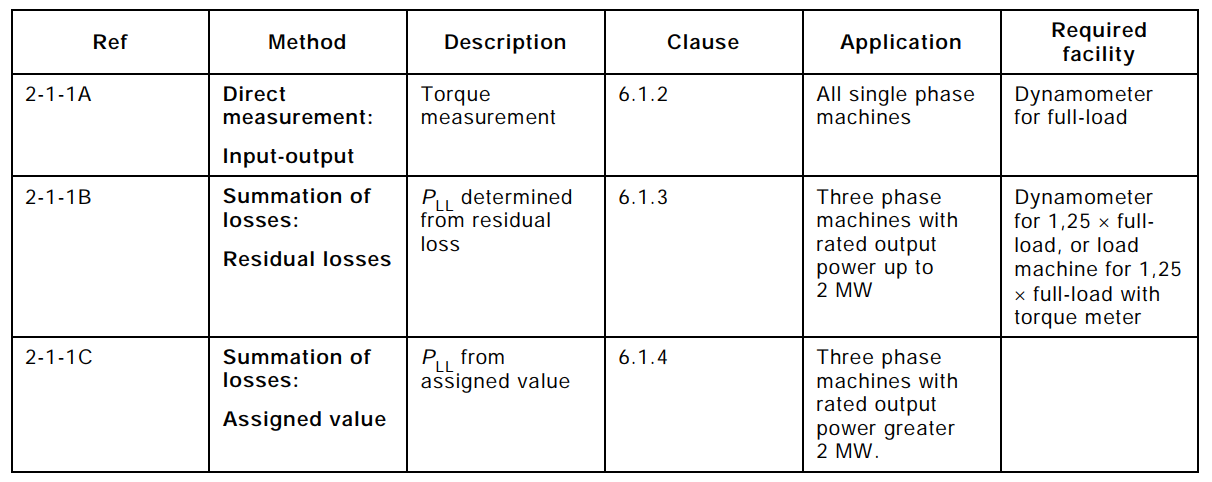 Ref
Method
Description
Clause
Application
Required
facility
2-1-1A
Direct
measurement:
Input-output
Torque
measurement
6.1.2
All single phase
machines
Dynamometer
for full-load
2-1-1B
Summation of
losses:
Residual losses
PLL determined
from residual
loss
6.1.3
Three phase
machines with
rated output
power up to
2 MW
Dynamometer
for 1,25 × full-
load, or load
machine for 1,25
× full-load with
torque meter
2-1-1C
Summation of
losses:
Assigned value
PLL from
assigned value
6.1.4
Three phase
machines with
rated output
power greater
2 MW.